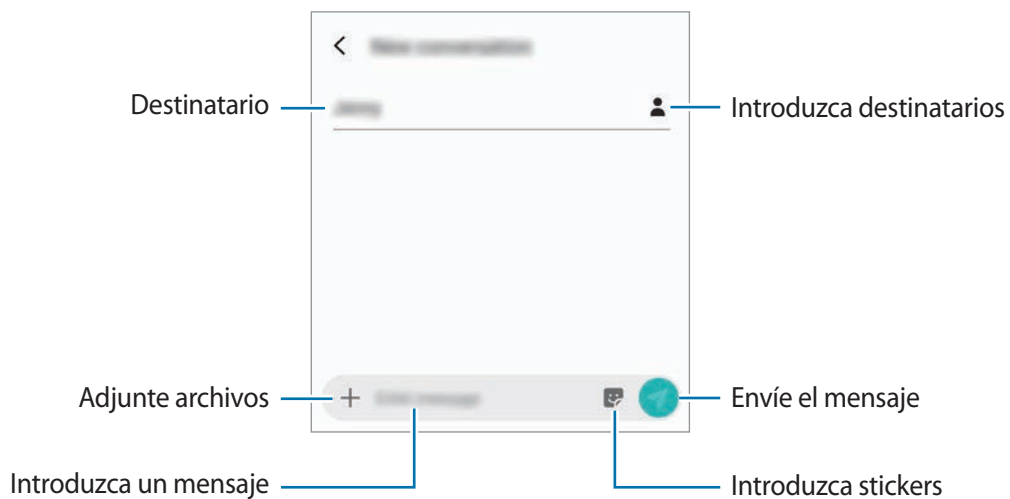 Destinatario
Introduzca destinatarios
Adjunte archivos
Envíe el mensaje
Introduzca un mensaje
Introduzca stickers